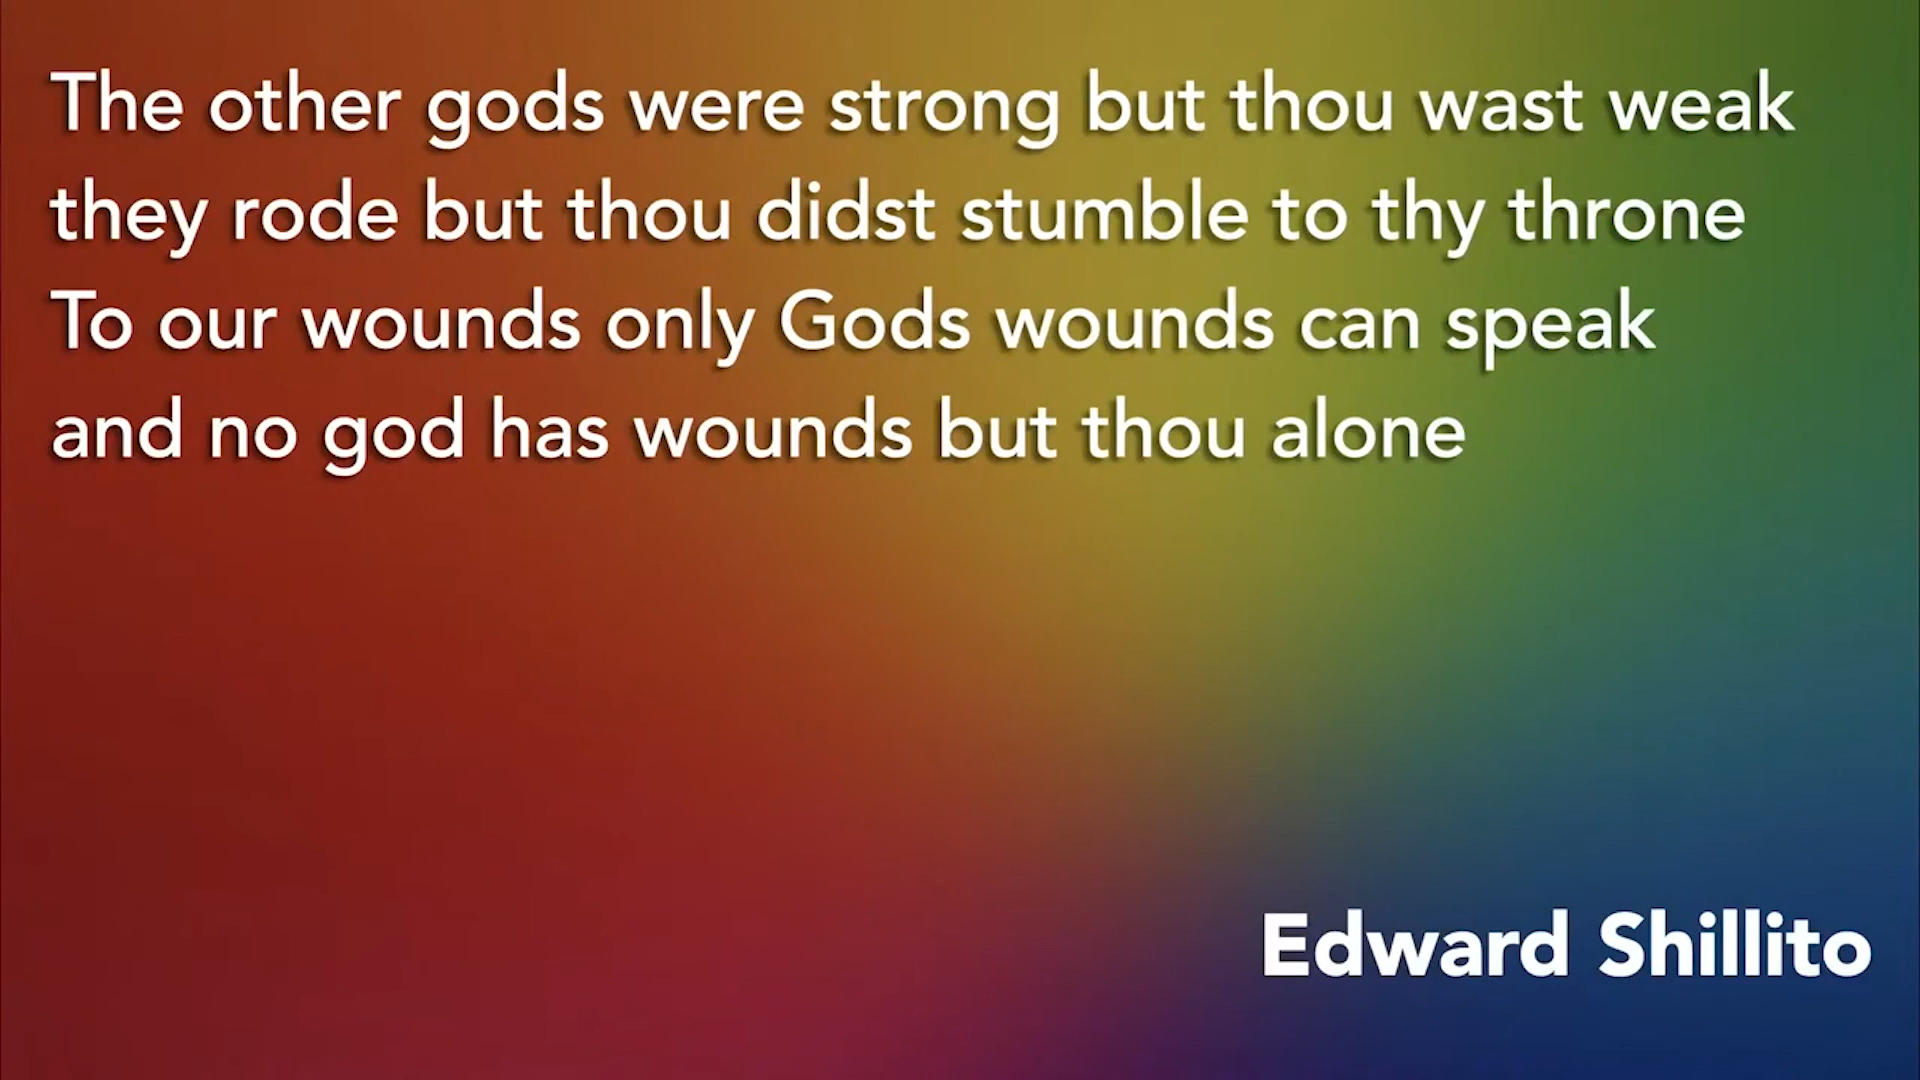 The other gods were strong but thou wast weak
they rode but thou didst stumble to thy throne
To our wounds only Gods wounds can speak
and no god has wounds but thou alone
Edward Shillito